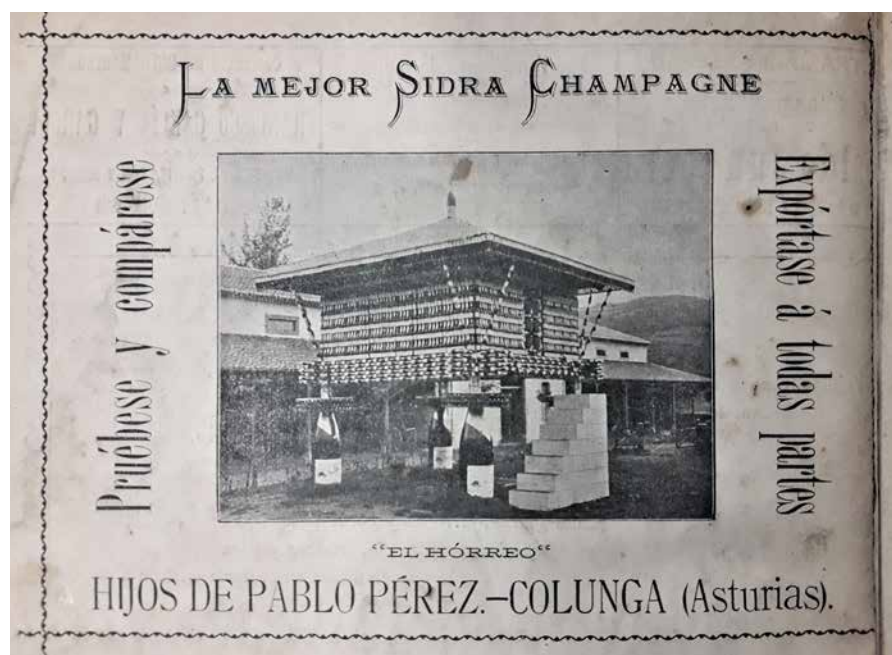 LA MEJOR SIDRA CHAMPAGNE
Pruébese y compárese
Expórtase á todas partes
“EL HÓRREO“
HIJOS DE PABLO PÉREZ.–COLUNGA (Asturias).